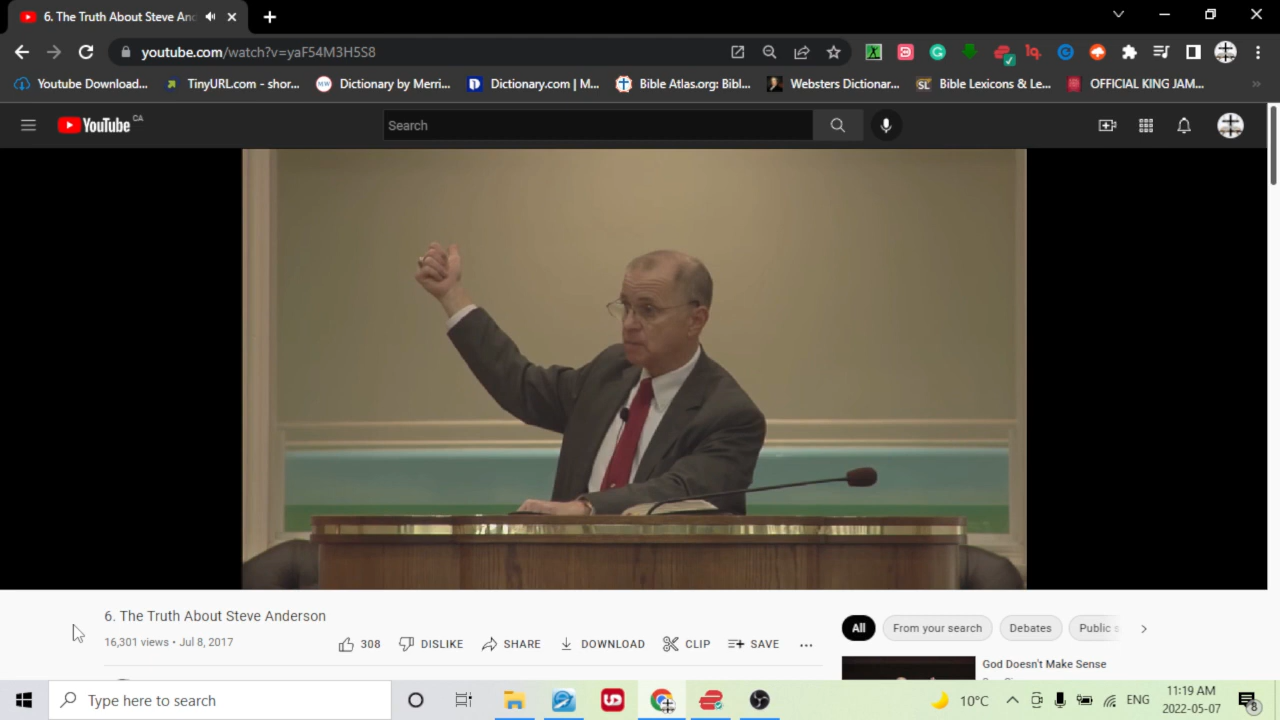 6. The Truth About Steve And
youtube.com/watch?v=yaF54M3H5S8
Youtube Download...
TinyURL.com - shor...
Dictionary by Merri...
Dictionary.com | M...
Bible Atlas.org: Bibl...
Websters Dictionar...
Bible Lexicons & Le...
OFFICIAL KING JAM...
»
YouTube CA
Search
6. The Truth About Steve Anderson
16,301 views • Jul 8, 2017
308
DISLIKE
SHARE
DOWNLOAD
CLIP
SAVE
...
All
From your search
Debates
Public s
God Doesn't Make Sense
Type here to search
10°C
ENG
11:19 AM
2022-05-07
8